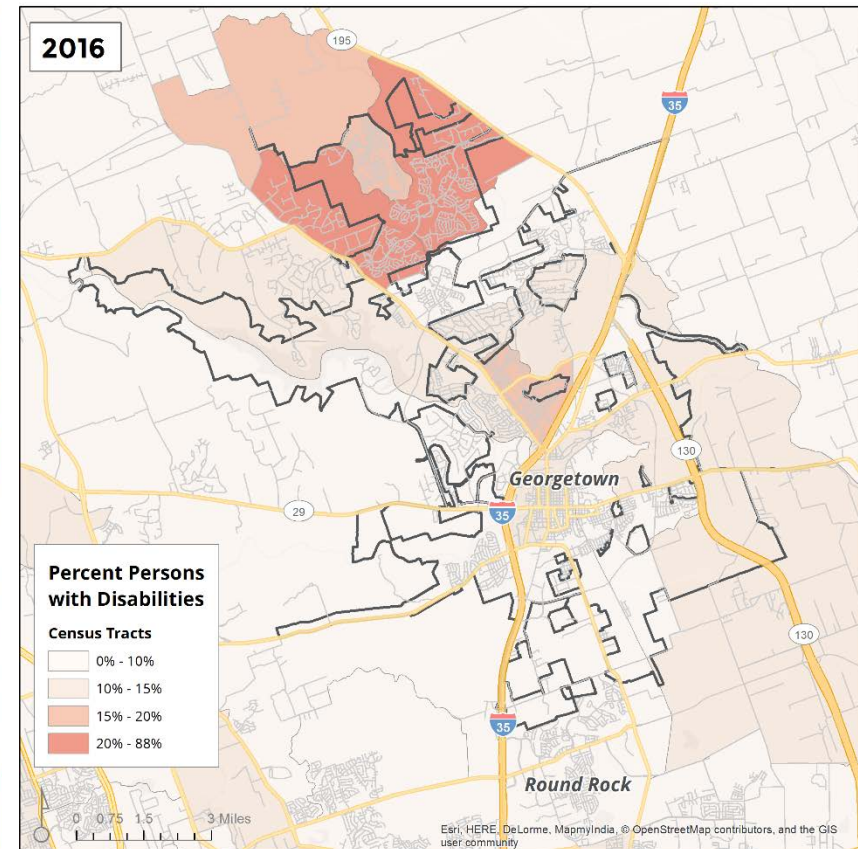 2016
195
35
Georgetown
130
29
35
130
Percent Persons
with Disabilities
Census Tracts
0% - 10%
10% - 15%
15% - 20%
20% - 88%
35
Round Rock
0 0.75 1.5 3 Miles
Esri, HERE, DeLorme, MapmyIndia, © OpenStreetMap contributors, and the GIS
user community